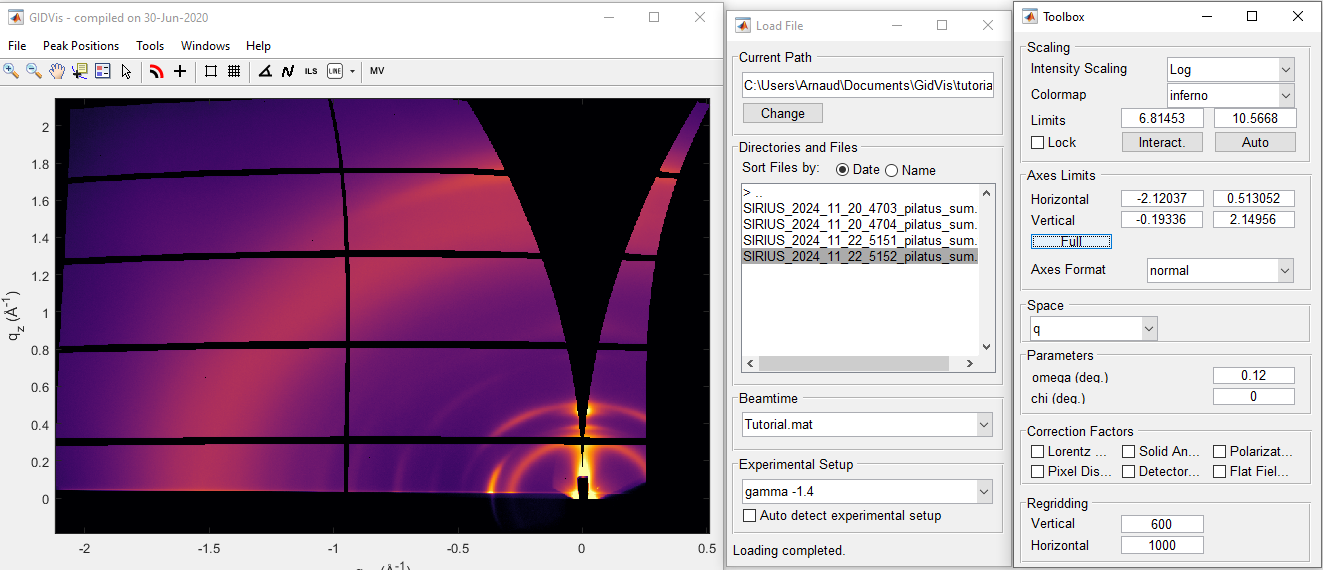 GIDVis - compiled on 30-Jun-2020
File Peak Positions Tools Windows Help
ILS LINE MV
2
1.8
1.6
1.4
1.2
1
0.8
0.6
0.4
0.2
0
qz (Å-1)
-2 -1.5 -1 -0.5 0 0.5
(Å-1)
Load File
Current Path
C:\Users\Arnaud\Documents\GidVis\tutoria
Change
Directories and Files
Sort Files by: Date Name
> ..
SIRIUS_2024_11_20_4703_pilatus_sum.
SIRIUS_2024_11_20_4704_pilatus_sum.
SIRIUS_2024_11_22_5151_pilatus_sum.
SIRIUS_2024_11_22_5152_pilatus_sum.
Beamtime
Tutorial.mat
Experimental Setup
gamma -1.4
Auto detect experimental setup
Loading completed.
Toolbox
Scaling
Intensity Scaling Log
Colormap inferno
Limits 6.81453 10.5668
Lock Interact. Auto
Axes Limits
Horizontal -2.12037 0.513052
Vertical -0.19336 2.14956
Full
Axes Format normal
Space
q
Parameters
omega (deg.) 0.12
chi (deg.) 0
Correction Factors
Lorentz ... Solid An... Polarizat...
Pixel Dis... Detector... Flat Fiel...
Regridding
Vertical 600
Horizontal 1000